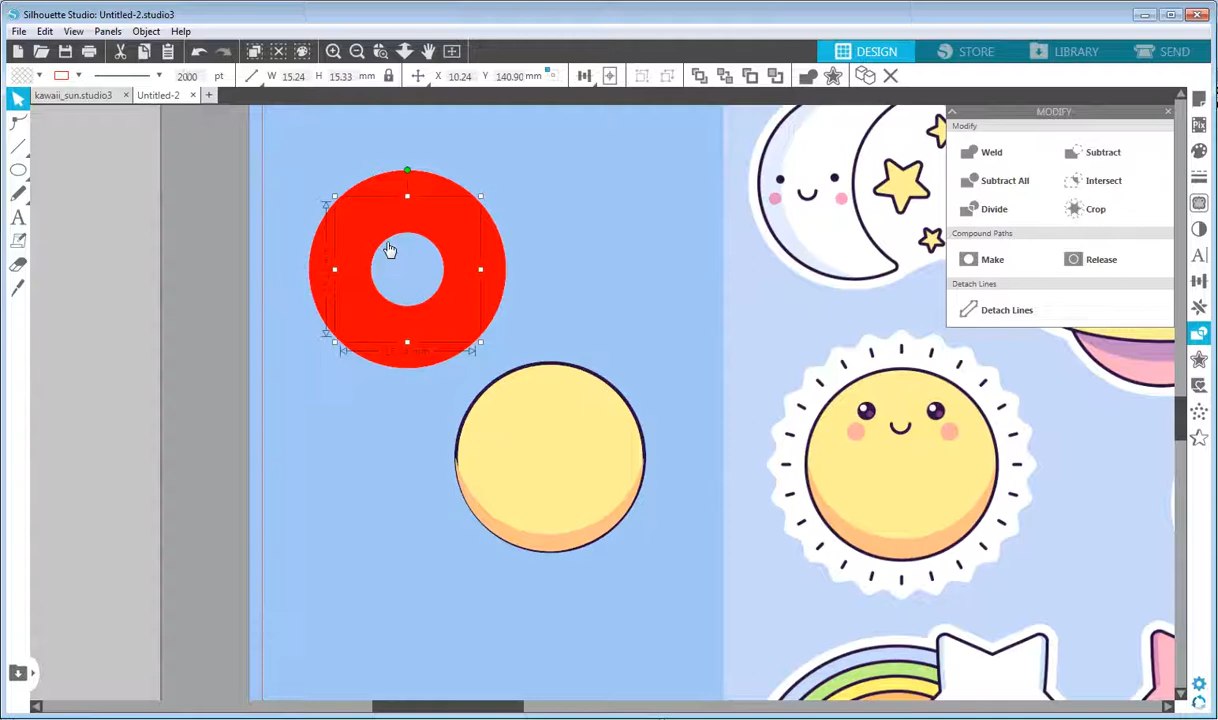 Silhouette Studio: Untitled-2.studio3
File Edit View Panels Object Help
DESIGN STORE LIBRARY SEND
2000 pt W 15.24 H 15.33 mm X 10.24 Y 140.90 mm
kawaii_sun.studio3 × Untitled-2 × +
MODIFY
Modify
Weld Subtract
Subtract All Intersect
Divide Crop
Compound Paths
Make Release
Detach Lines
Detach Lines
Pix
A
A